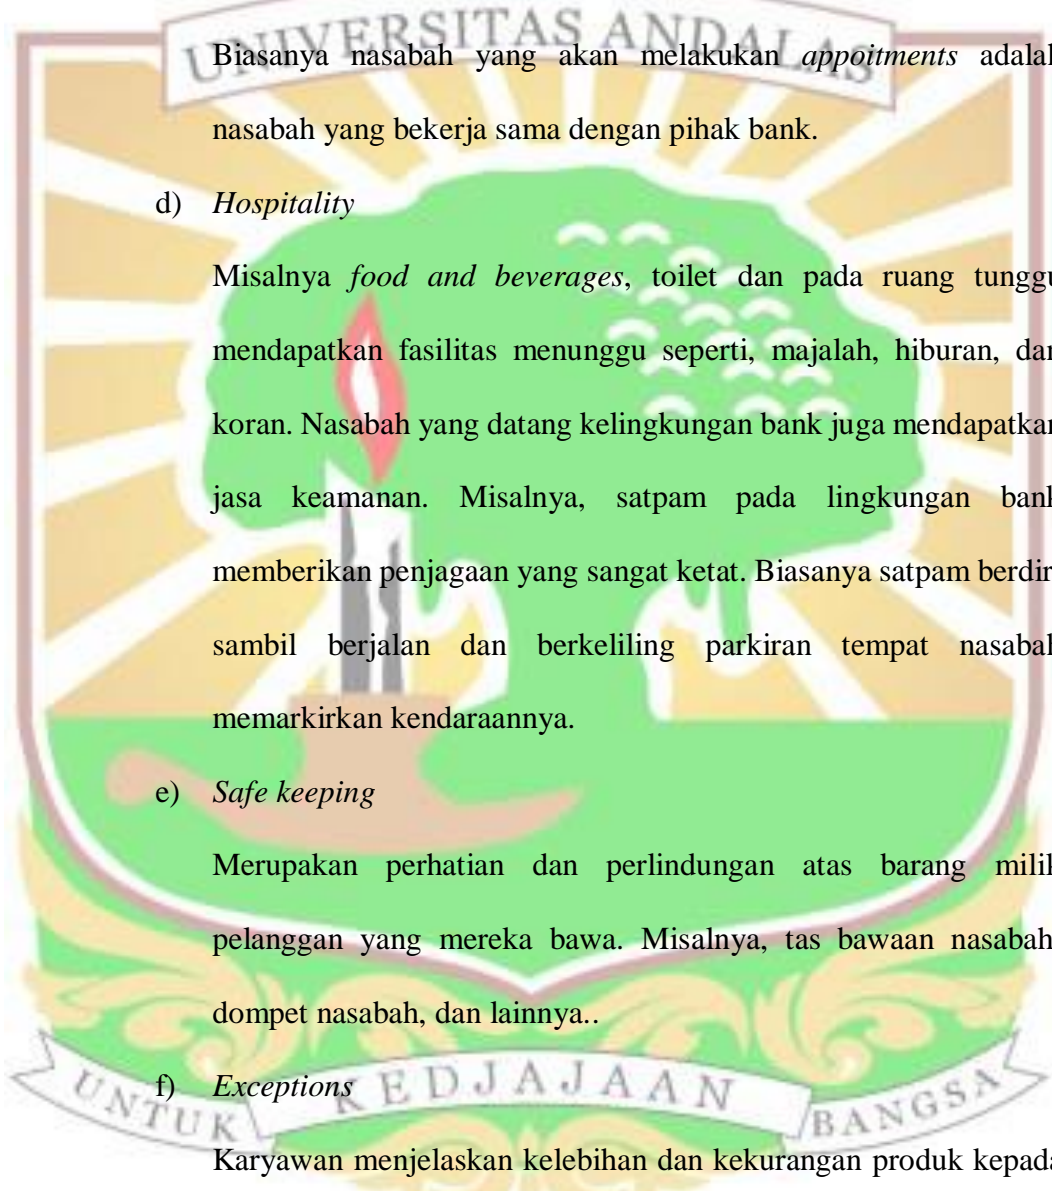 UNIVERSITAS ANDALAS
Biasanya nasabah yang akan melakukan appoitments adalah
nasabah yang bekerja sama dengan pihak bank.
d) Hospitality
Misalnya food and beverages, toilet dan pada ruang tunggu
mendapatkan fasilitas menunggu seperti, majalah, hiburan, dan
koran. Nasabah yang datang kelingkungan bank juga mendapatkan
jasa keamanan. Misalnya, satpam pada lingkungan bank
memberikan penjagaan yang sangat ketat. Biasanya satpam berdiri
sambil berjalan dan berkeliling parkiran tempat nasabah
memarkirkan kendaraannya.
e) Safe keeping
Merupakan perhatian dan perlindungan atas barang milik
pelanggan yang mereka bawa. Misalnya, tas bawaan nasabah
dompet nasabah, dan lainnya..
f) Exceptions
UNTUK KEDJAJAAN BANGSA
Karyawan menjelaskan kelebihan dan kekurangan produk kepada